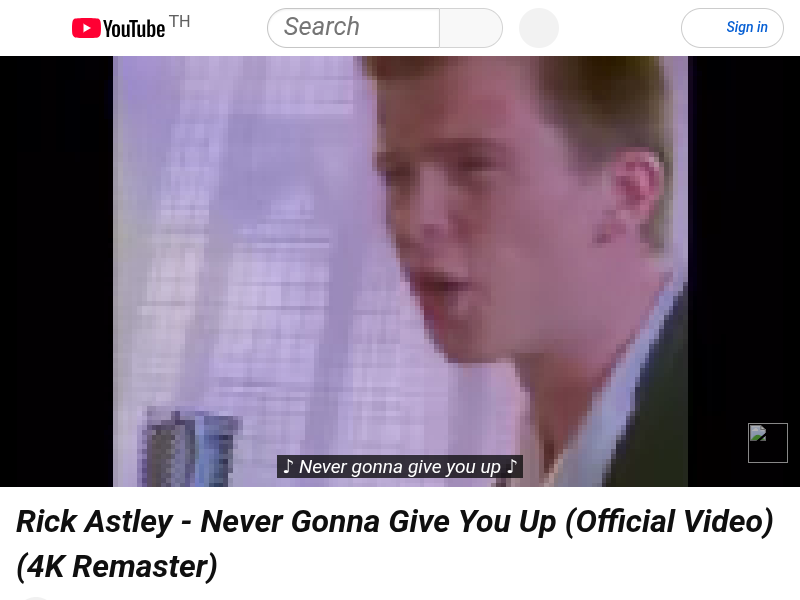 YouTube TH
Search
Sign in
♪ Never gonna give you up ♪
Rick Astley - Never Gonna Give You Up (Official Video)
(4K Remaster)